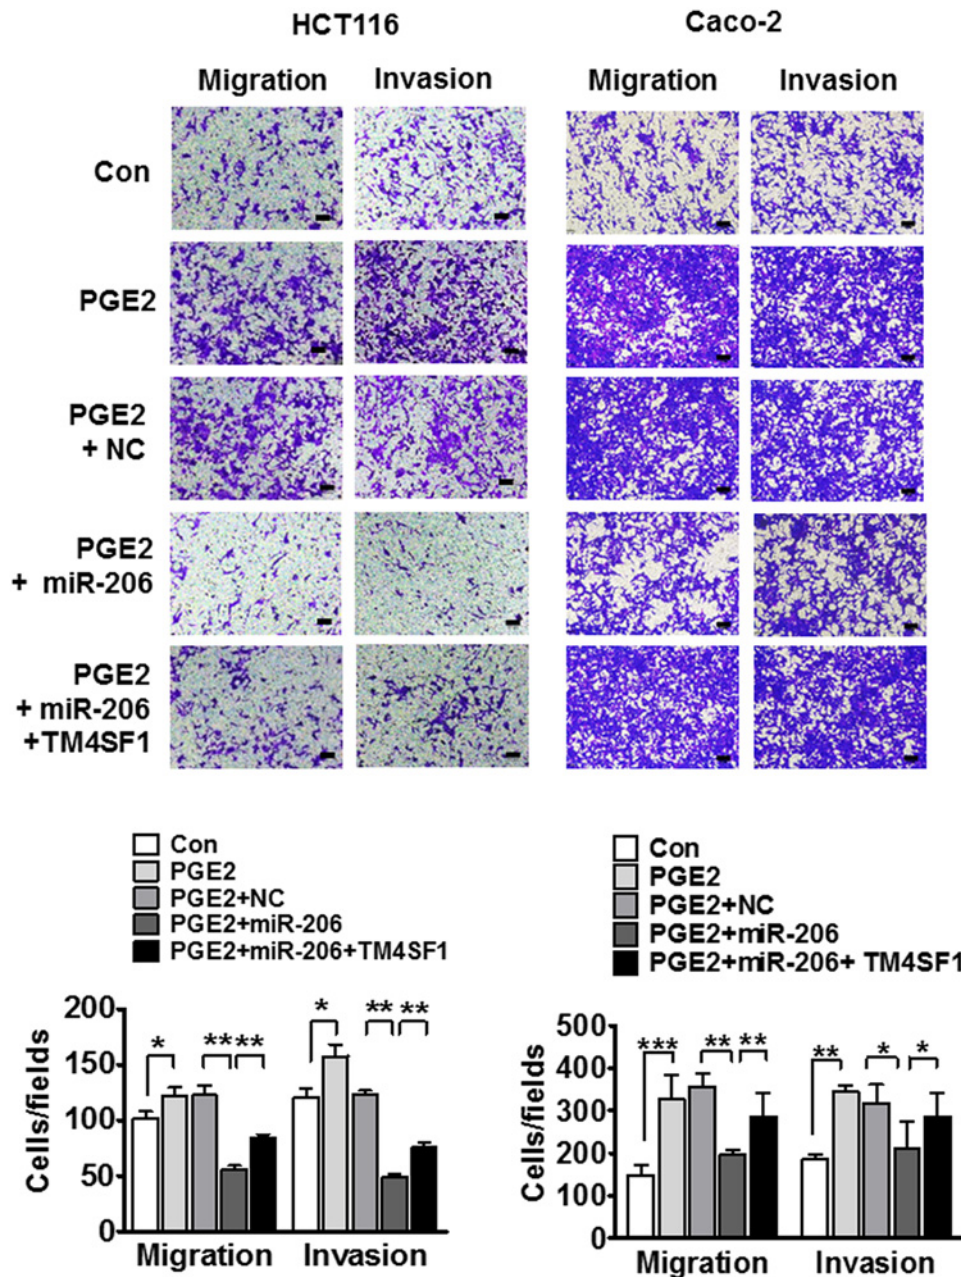 HCT116 Caco-2
Migration Invasion Migration Invasion
Con
PGE2
PGE2
+ NC
PGE2
+ miR-206
PGE2
+ miR-206
+TM4SF1
Con
PGE2
PGE2+NC
PGE2+miR-206
PGE2+miR-206+TM4SF1
200
150
100
50
0
Cells/fields
* ** ** * ** **
Migration Invasion
Con
PGE2
PGE2+NC
PGE2+miR-206
PGE2+miR-206+ TM4SF1
500
400
300
200
100
0
Cells/fields
*** ** ** ** * *
Migration Invasion